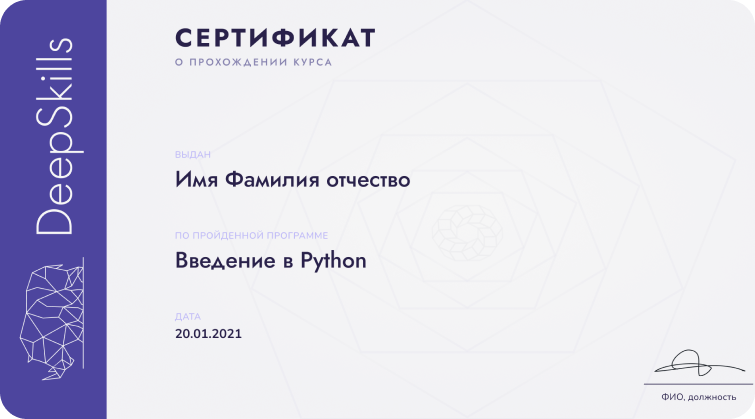 DeepSkills
СЕРТИФИКАТ
О ПРОХОЖДЕНИИ КУРСА
ВЫДАН
Имя Фамилия отчество
ПО ПРОЙДЕННОЙ ПРОГРАММЕ
Введение в Python
ДАТА
20.01.2021
ФИО, должность